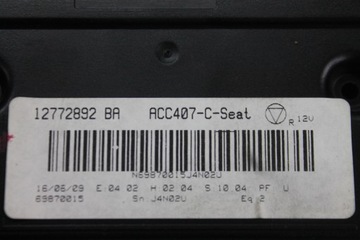 12772892 BA ACC407-C-Seat R 12V
N69870015J4N02U
16/06/09 E 04 02 H 02 04 S 10 04 PF U
69870015 Sn J4N02U Eq 2